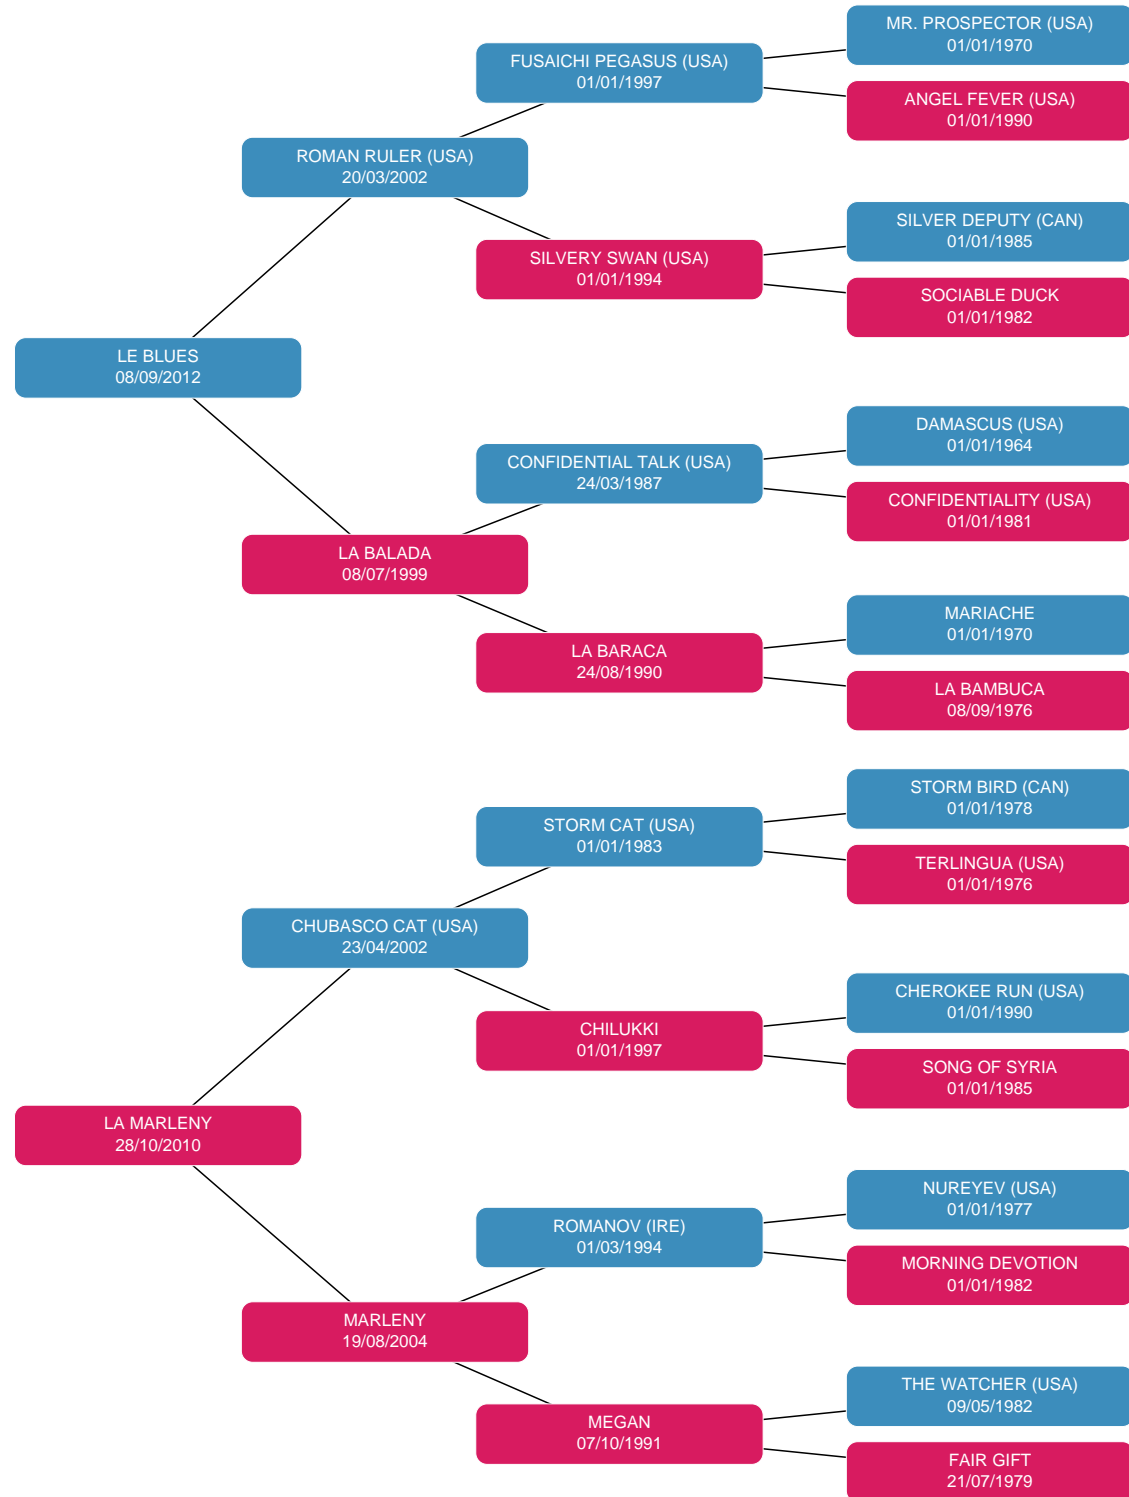 MR. PROSPECTOR (USA)
01/01/1970
FUSAICHI PEGASUS (USA)
01/01/1997
ANGEL FEVER (USA)
01/01/1990
ROMAN RULER (USA)
20/03/2002
SILVER DEPUTY (CAN)
01/01/1985
SILVERY SWAN (USA)
01/01/1994
SOCIABLE DUCK
01/01/1982
LE BLUES
08/09/2012
DAMASCUS (USA)
01/01/1964
CONFIDENTIAL TALK (USA)
24/03/1987
CONFIDENTIALITY (USA)
01/01/1981
LA BALADA
08/07/1999
MARIACHE
01/01/1970
LA BARACA
24/08/1990
LA BAMBUCA
08/09/1976
STORM BIRD (CAN)
01/01/1978
STORM CAT (USA)
01/01/1983
TERLINGUA (USA)
01/01/1976
CHUBASCO CAT (USA)
23/04/2002
CHEROKEE RUN (USA)
01/01/1990
CHILUKKI
01/01/1997
SONG OF SYRIA
01/01/1985
LA MARLENY
28/10/2010
NUREYEV (USA)
01/01/1977
ROMANOV (IRE)
01/03/1994
MORNING DEVOTION
01/01/1982
MARLENY
19/08/2004
THE WATCHER (USA)
09/05/1982
MEGAN
07/10/1991
FAIR GIFT
21/07/1979